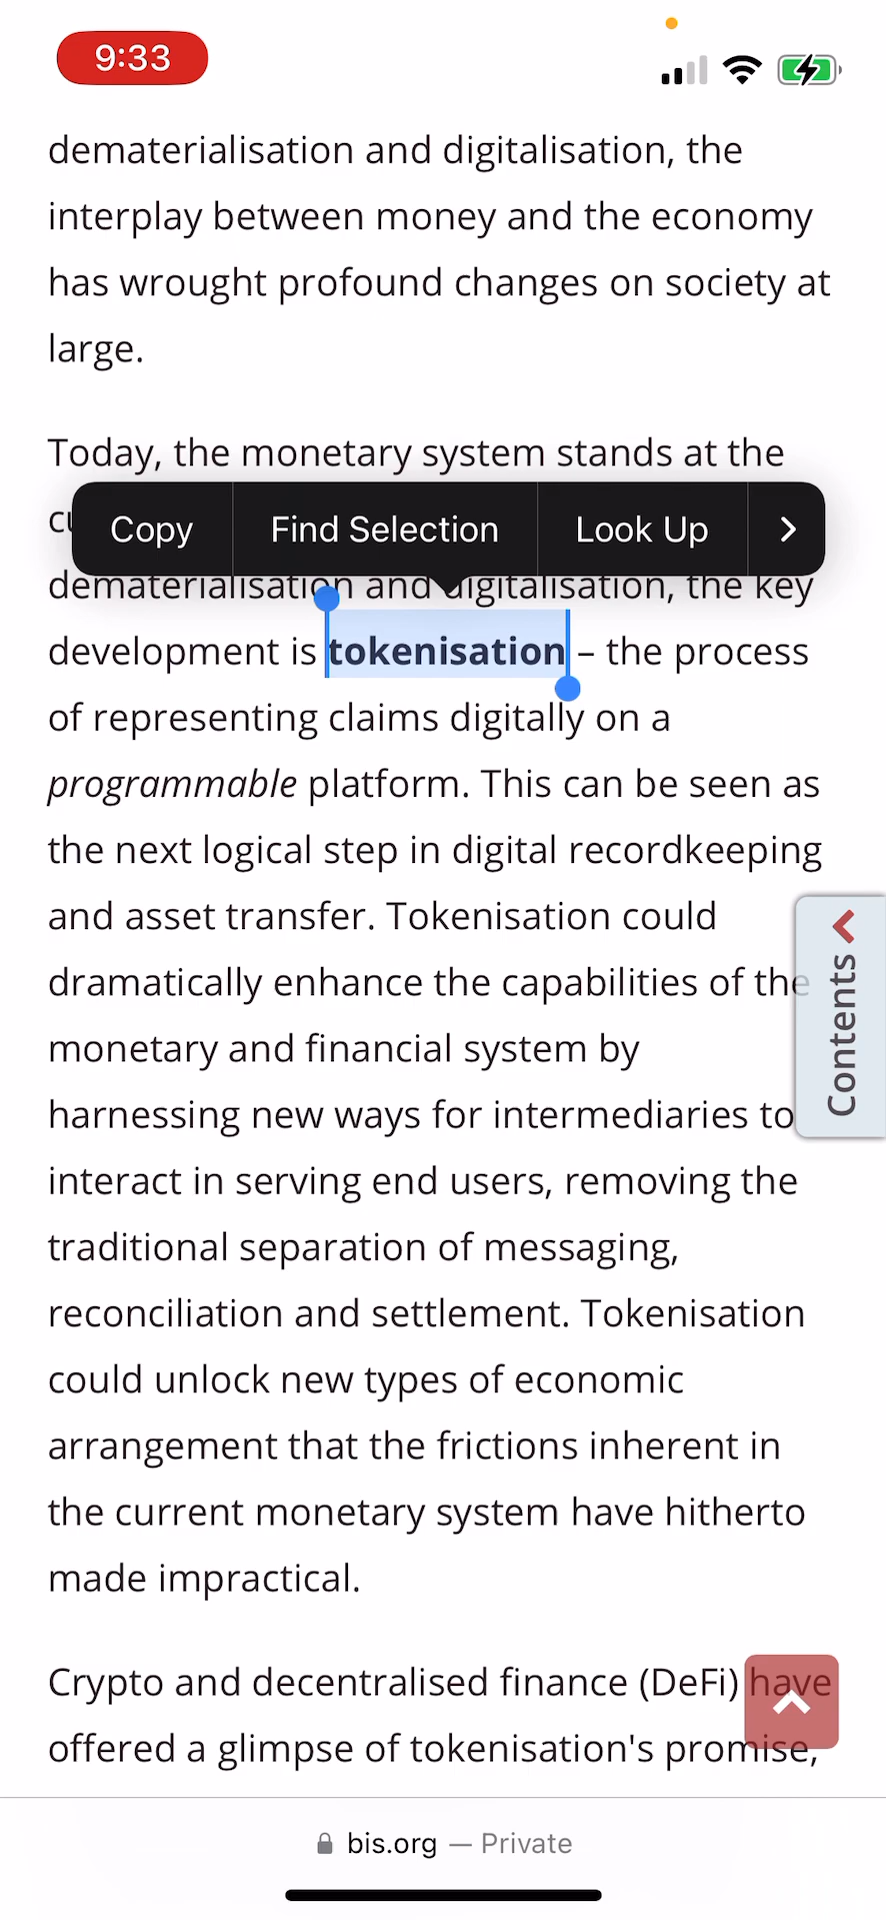 9:33
dematerialisation and digitalisation, the
interplay between money and the economy
has wrought profound changes on society at
large.
Today, the monetary system stands at the
Copy
Find Selection
Look Up
dematerialisation and digitalisation, the key
development is tokenisation – the process
of representing claims digitally on a
programmable platform. This can be seen as
the next logical step in digital recordkeeping
and asset transfer. Tokenisation could
dramatically enhance the capabilities of the
monetary and financial system by
harnessing new ways for intermediaries to
interact in serving end users, removing the
traditional separation of messaging,
reconciliation and settlement. Tokenisation
could unlock new types of economic
arrangement that the frictions inherent in
the current monetary system have hitherto
made impractical.
Crypto and decentralised finance (DeFi) have
offered a glimpse of tokenisation's promise,
Contents
bis.org — Private